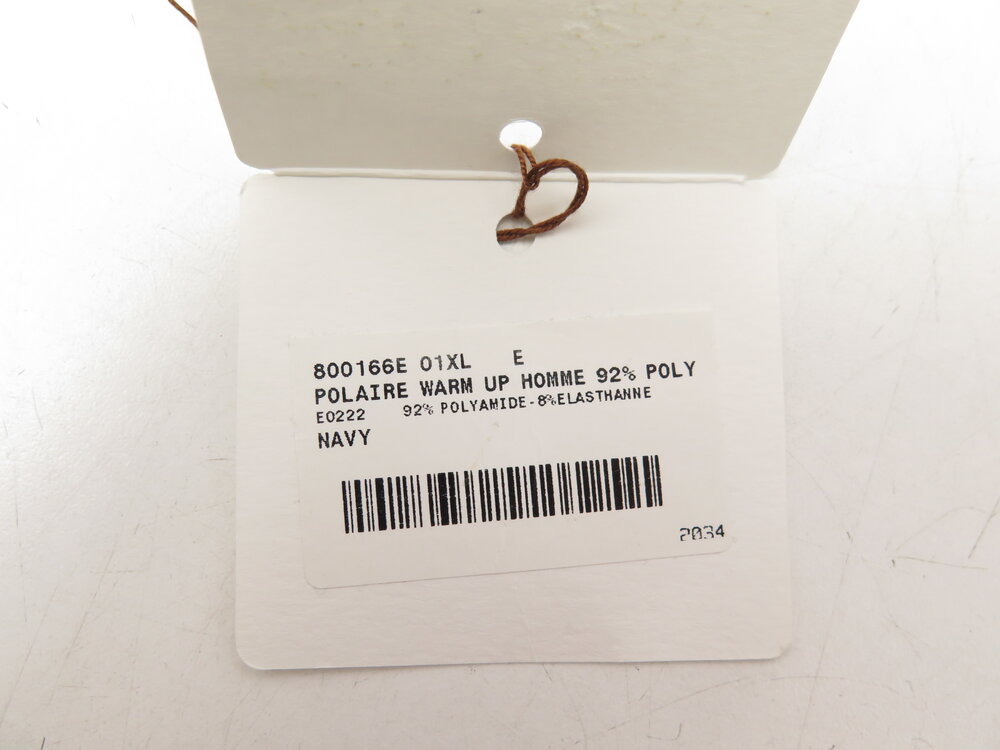 800166E 01XL E
POLAIRE WARM UP HOMME 92% POLY
E0222 92% POLYAMIDE-8%ELASTHANNE
NAVY
2034